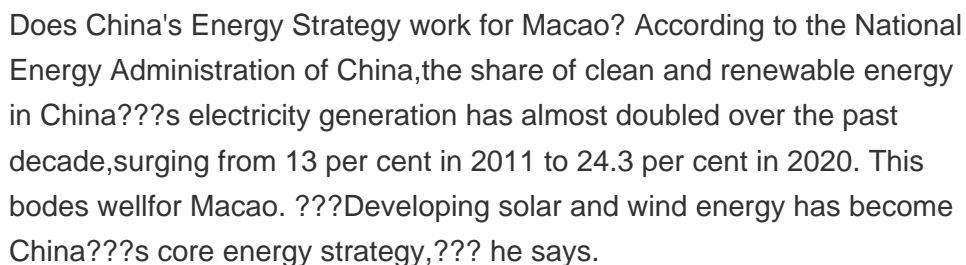 Does China's Energy Strategy work for Macao? According to the National
Energy Administration of China,the share of clean and renewable energy
in China???s electricity generation has almost doubled over the past
decade,surging from 13 per cent in 2011 to 24.3 per cent in 2020. This
bodes wellfor Macao. ???Developing solar and wind energy has become
China???s core energy strategy,??? he says.